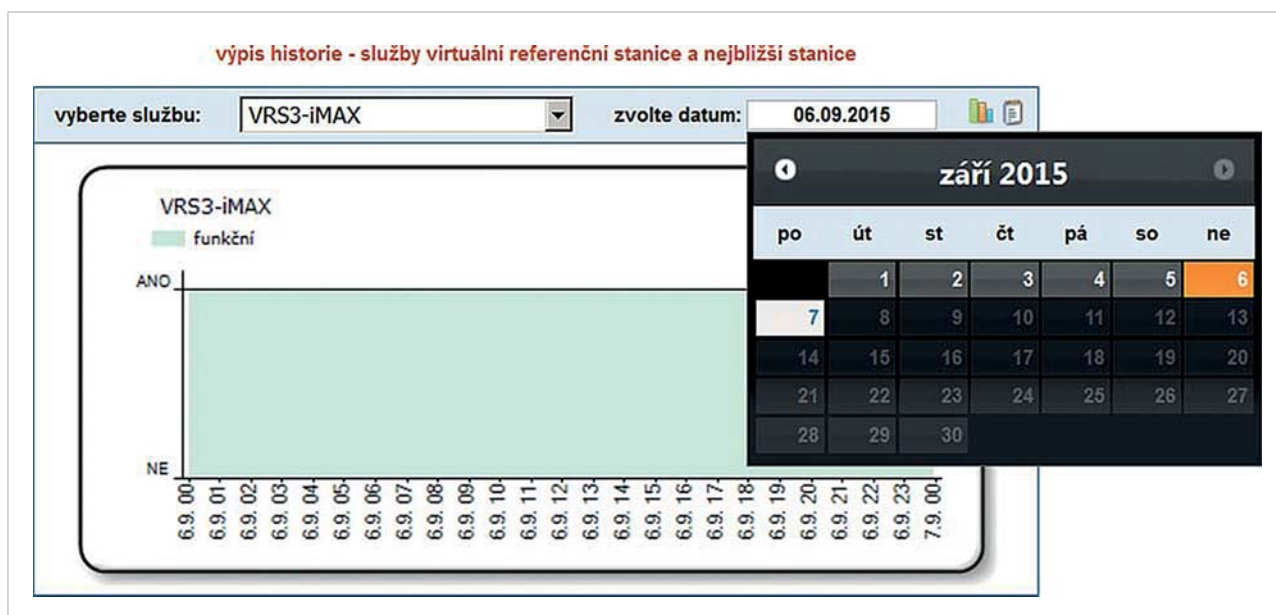 výpis historie - služby virtuální referenční stanice a nejbližší stanice
vyberte službu: VRS3-iMAX zvolte datum: 06.09.2015
září 2015
po út st čt pá so ne
1 2 3 4 5 6
7 8 9 10 11 12 13
14 15 16 17 18 19 20
21 22 23 24 25 26 27
28 29 30
VRS3-iMAX
funkční
ANO
NE
6.9. 00 6.9. 01 6.9. 02 6.9. 03 6.9. 04 6.9. 05 6.9. 06 6.9. 07 6.9. 08 6.9. 09 6.9. 10 6.9. 11 6.9. 12 6.9. 13 6.9. 14 6.9. 15 6.9. 16 6.9. 17 6.9. 18 6.9. 19 6.9. 20 6.9. 21 6.9. 22 6.9. 23 7.9. 00